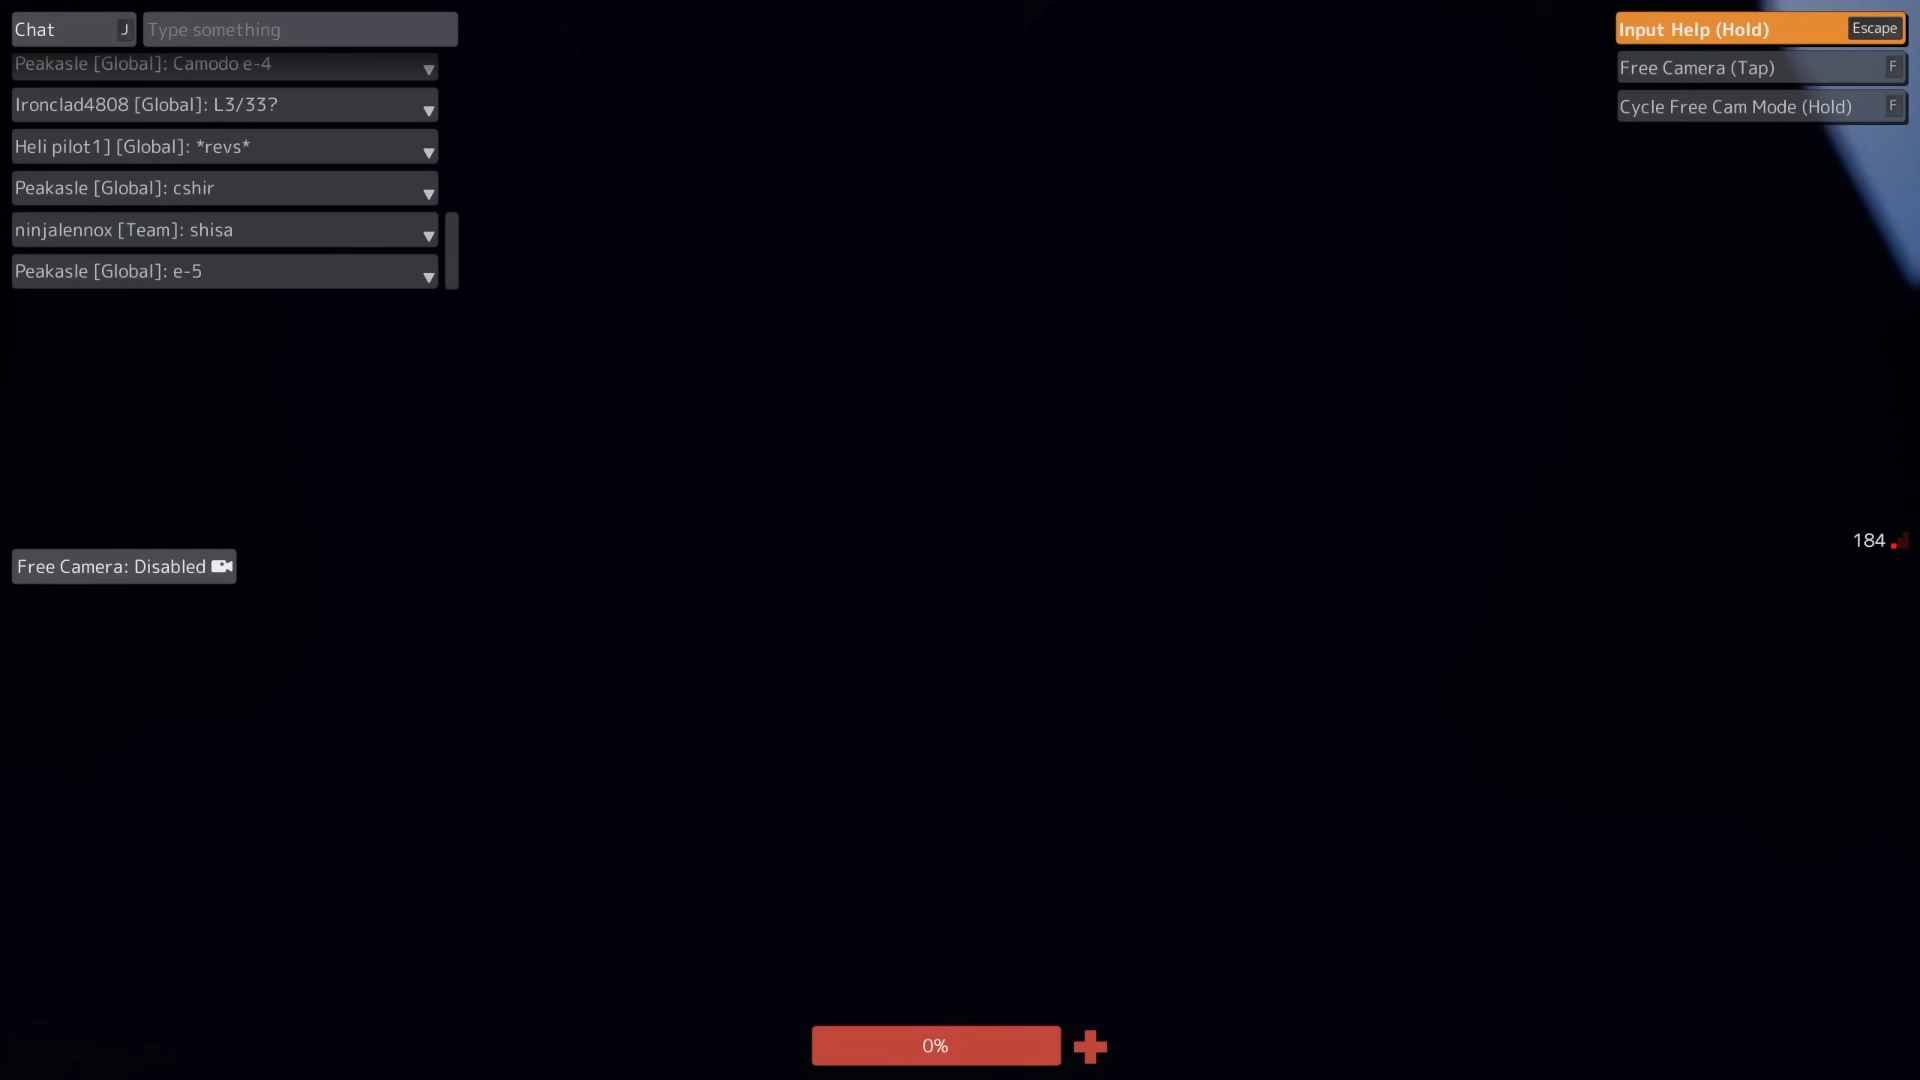 Chat J Type something
Peakasle [Global]: Camodo e-4
Ironclad4808 [Global]: L3/33?
Heli pilot1] [Global]: *revs*
Peakasle [Global]: cshir
ninjalennox [Team]: shisa
Peakasle [Global]: e-5
Input Help (Hold) Escape
Free Camera (Tap) F
Cycle Free Cam Mode (Hold) F
184
Free Camera: Disabled
0%